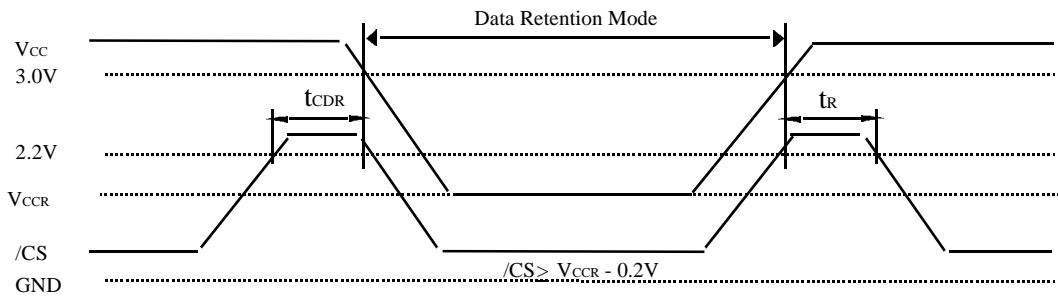 Data Retention Mode
VCC
3.0V
tCDR
tR
2.2V
VCCR
/CS
/CS≥ VCCR - 0.2V
GND